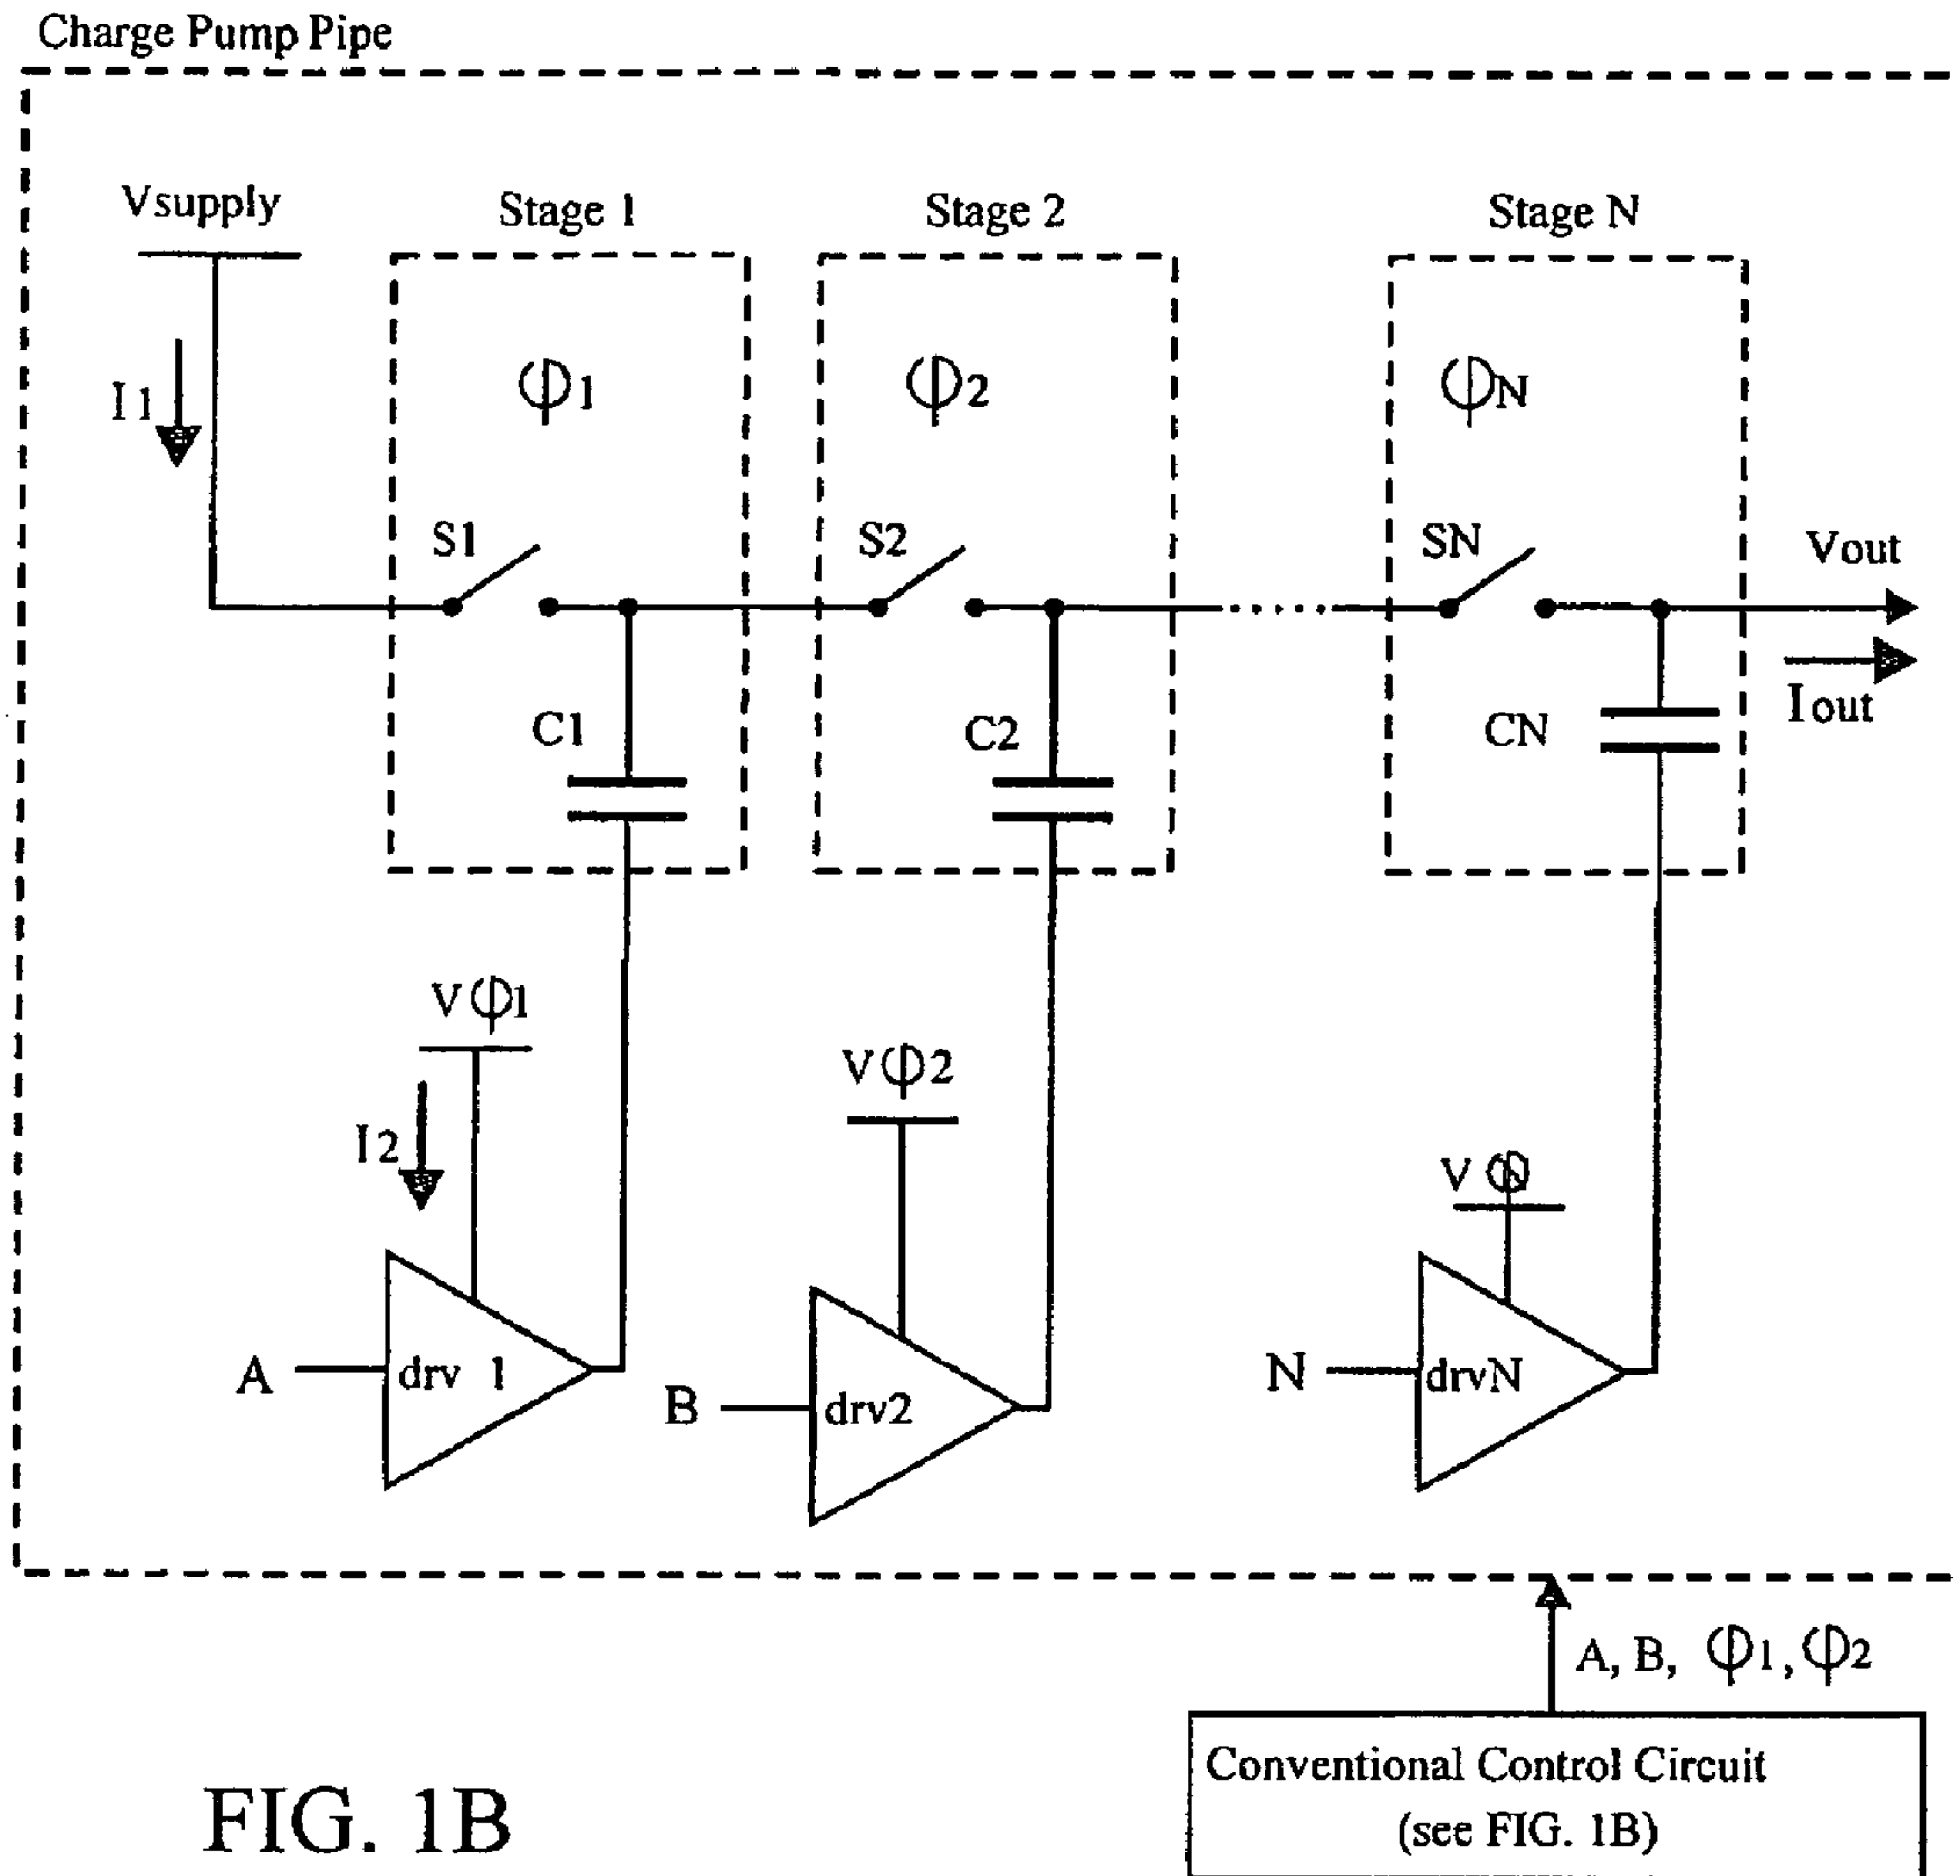 Charge Pump Pipe
Vsupply
Stage 1
Stage 2
Stage N
I1
φ1
φ2
φN
S1
S2
SN
Vout
Iout
C1
C2
CN
Vφ1
Vφ2
I2
A
drv 1
B
drv2
N
drvN
A, B, φ1, φ2
Conventional Control Circuit
(see FIG. 1B)
FIG. 1B